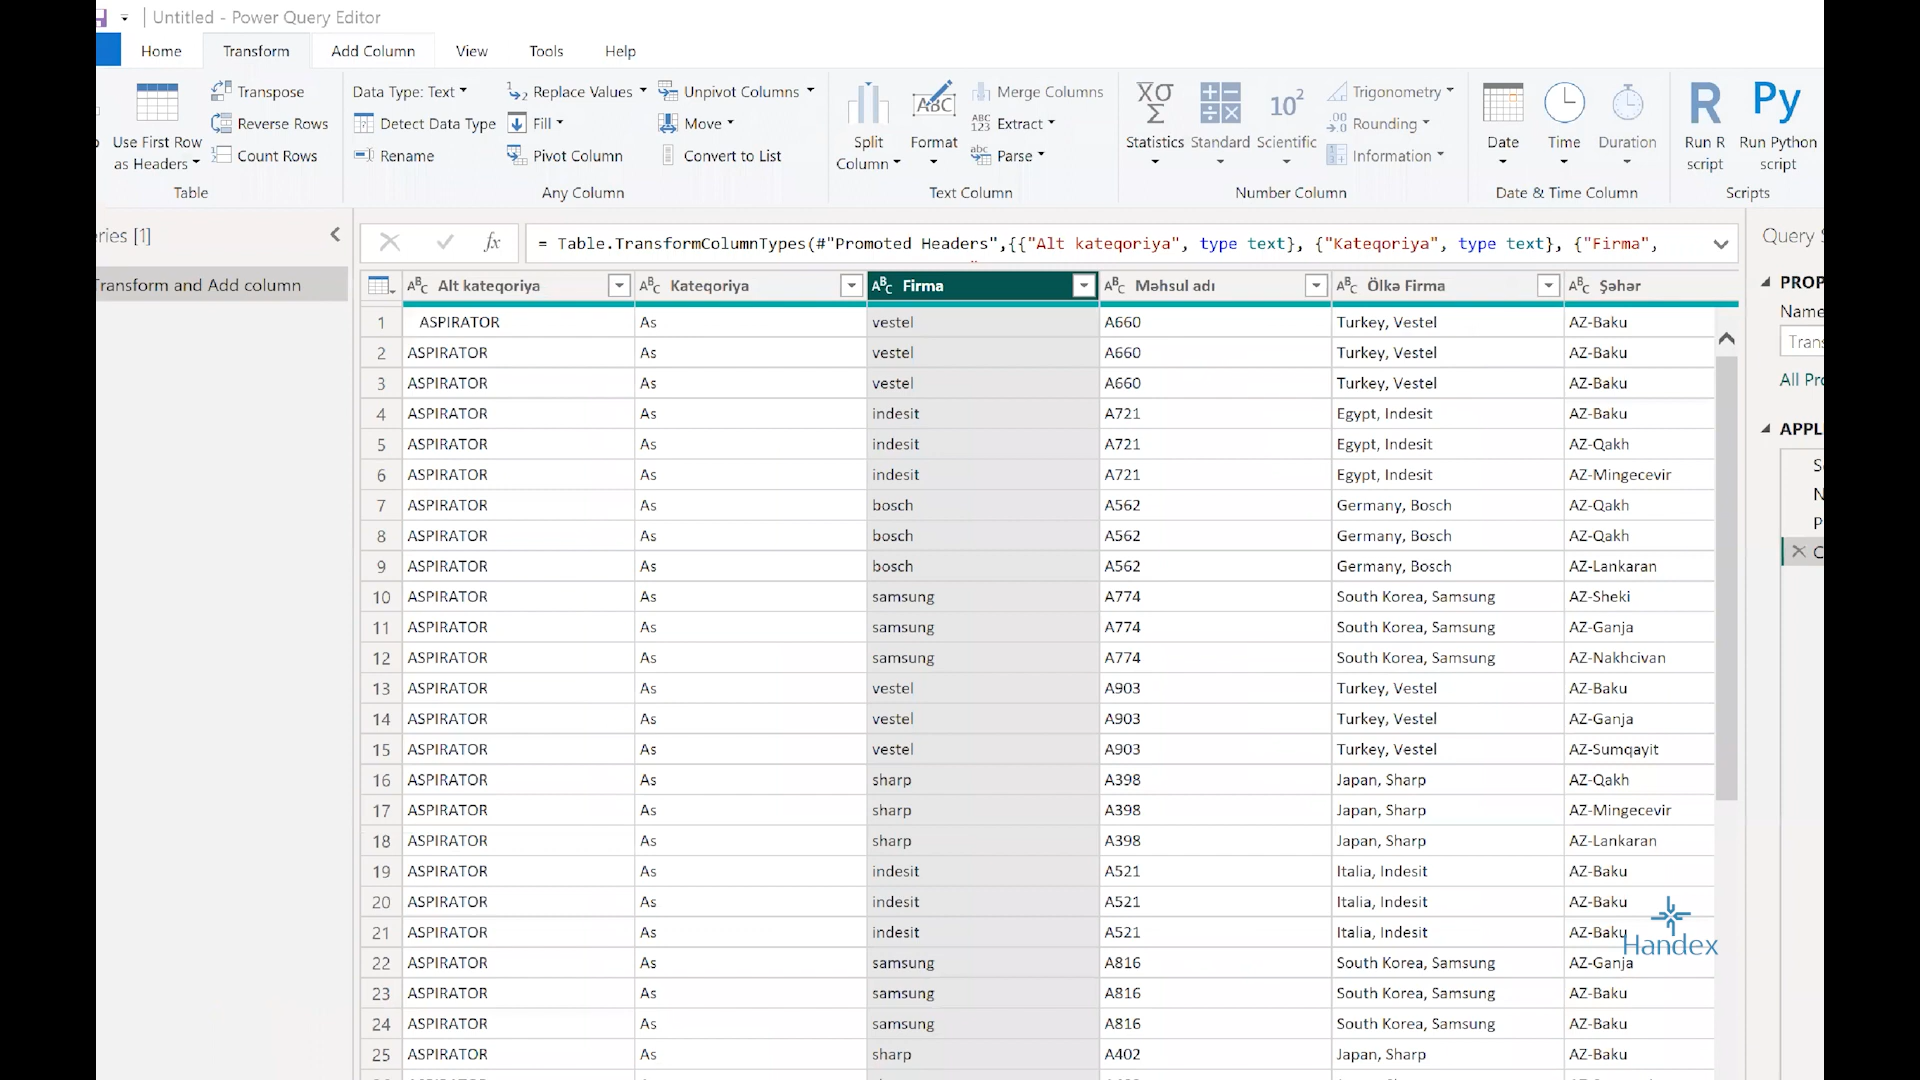 Untitled - Power Query Editor
Home Transform Add Column View Tools Help
Use First Row as Headers
Transpose
Reverse Rows
Count Rows
Table
Data Type: Text
Detect Data Type
Rename
Replace Values
Fill
Pivot Column
Unpivot Columns
Move
Convert to List
Any Column
Split Column
Format
ABC
Merge Columns
Extract
Parse
Text Column
Statistics
Standard
Scientific
10²
Trigonometry
Rounding
Information
Number Column
Date
Time
Duration
Date & Time Column
R
Run R script
Py
Run Python script
Scripts
ries [1]
Transform and Add column
fx
= Table.TransformColumnTypes(#"Promoted Headers",{{"Alt kateqoriya", type text}, {"Kateqoriya", type text}, {"Firma",
Query S
PROP
Name
Trans
All Pro
APPL
S
N
P
C
Alt kateqoriya Kateqoriya Firma Məhsul adı Ölkə Firma Şəhər
1 ASPIRATOR As vestel A660 Turkey, Vestel AZ-Baku
2 ASPIRATOR As vestel A660 Turkey, Vestel AZ-Baku
3 ASPIRATOR As vestel A660 Turkey, Vestel AZ-Baku
4 ASPIRATOR As indesit A721 Egypt, Indesit AZ-Baku
5 ASPIRATOR As indesit A721 Egypt, Indesit AZ-Qakh
6 ASPIRATOR As indesit A721 Egypt, Indesit AZ-Mingecevir
7 ASPIRATOR As bosch A562 Germany, Bosch AZ-Qakh
8 ASPIRATOR As bosch A562 Germany, Bosch AZ-Qakh
9 ASPIRATOR As bosch A562 Germany, Bosch AZ-Lankaran
10 ASPIRATOR As samsung A774 South Korea, Samsung AZ-Sheki
11 ASPIRATOR As samsung A774 South Korea, Samsung AZ-Ganja
12 ASPIRATOR As samsung A774 South Korea, Samsung AZ-Nakhcivan
13 ASPIRATOR As vestel A903 Turkey, Vestel AZ-Baku
14 ASPIRATOR As vestel A903 Turkey, Vestel AZ-Ganja
15 ASPIRATOR As vestel A903 Turkey, Vestel AZ-Sumqayit
16 ASPIRATOR As sharp A398 Japan, Sharp AZ-Qakh
17 ASPIRATOR As sharp A398 Japan, Sharp AZ-Mingecevir
18 ASPIRATOR As sharp A398 Japan, Sharp AZ-Lankaran
19 ASPIRATOR As indesit A521 Italia, Indesit AZ-Baku
20 ASPIRATOR As indesit A521 Italia, Indesit AZ-Baku
21 ASPIRATOR As indesit A521 Italia, Indesit AZ-Baku
22 ASPIRATOR As samsung A816 South Korea, Samsung AZ-Ganja
23 ASPIRATOR As samsung A816 South Korea, Samsung AZ-Baku
24 ASPIRATOR As samsung A816 South Korea, Samsung AZ-Baku
25 ASPIRATOR As sharp A402 Japan, Sharp AZ-Baku
Handex